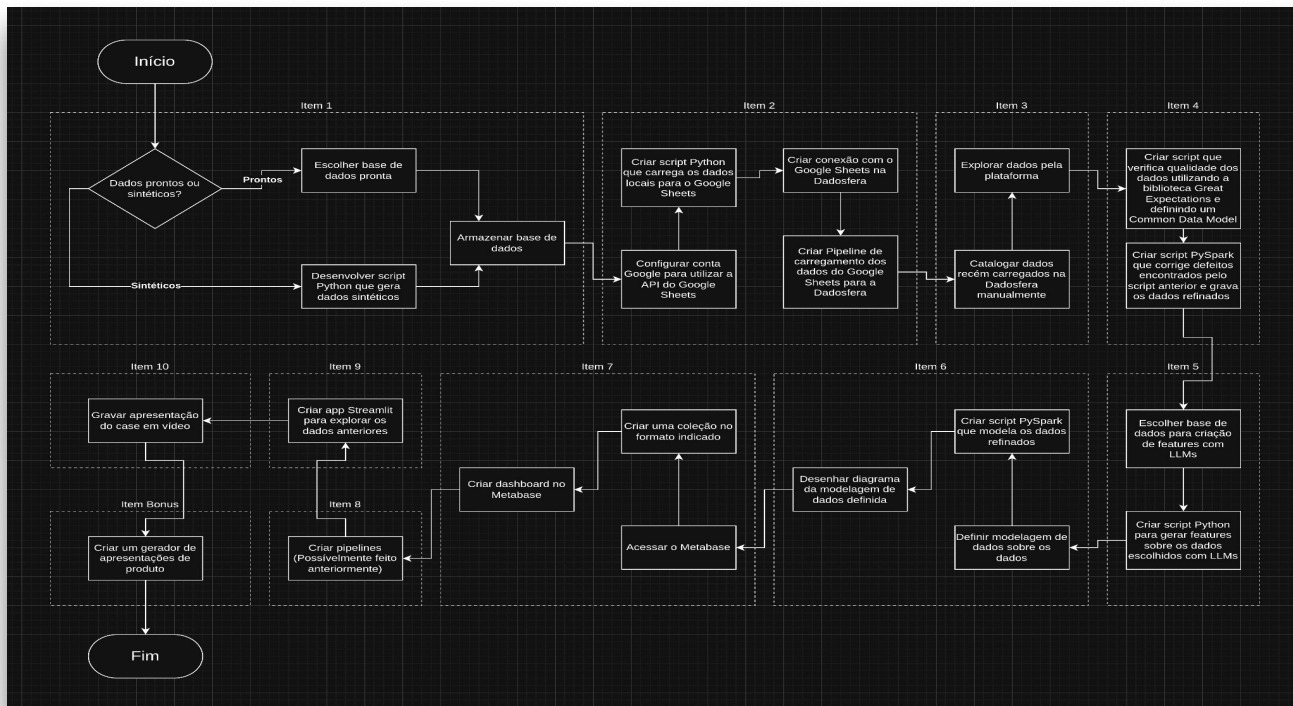 Início
Item 1
Dados prontos ou
sintéticos?
Prontos
Escolher base de
dados pronta
Sintéticos
Desenvolver script
Python que gera
dados sintéticos
Armazenar base de
dados
Item 2
Configurar conta
Google para utilizar a
API do Google Sheets
Criar script Python
que carrega os dados
locais para o Google
Sheets
Criar conexão com o
Google Sheets na
Dadosfera
Criar Pipeline de
carregamento dos
dados do Google
Sheets para a
Dadosfera
Item 3
Catalogar dados
recém carregados na
Dadosfera
manualmente
Explorar dados pela
plataforma
Item 4
Criar script que
verifica qualidade dos
dados utilizando a
biblioteca Great
Expectations e
definindo um
Common Data Model
Criar script PySpark
que corrige defeitos
encontrados pelo
script anterior e grava
os dados refinados
Item 5
Escolher base de
dados para criação de
features com
LLMs
Criar script Python
para gerar features
sobre os dados
escolhidos com LLMs
Item 6
Definir modelagem de
dados sobre os
dados
Criar script PySpark
que modela os dados
refinados
Desenhar diagrama
da modelagem de
dados definida
Item 7
Acessar o Metabase
Criar uma coleção no
formato indicado
Criar dashboard no
Metabase
Item 8
Criar pipelines
(Possívelmente feito
anteriormente)
Item 9
Criar app Streamlit
para explorar os
dados anteriores
Item 10
Gravar apresentação
do case em vídeo
Item Bonus
Criar um gerador de
apresentações de
produto
Fim